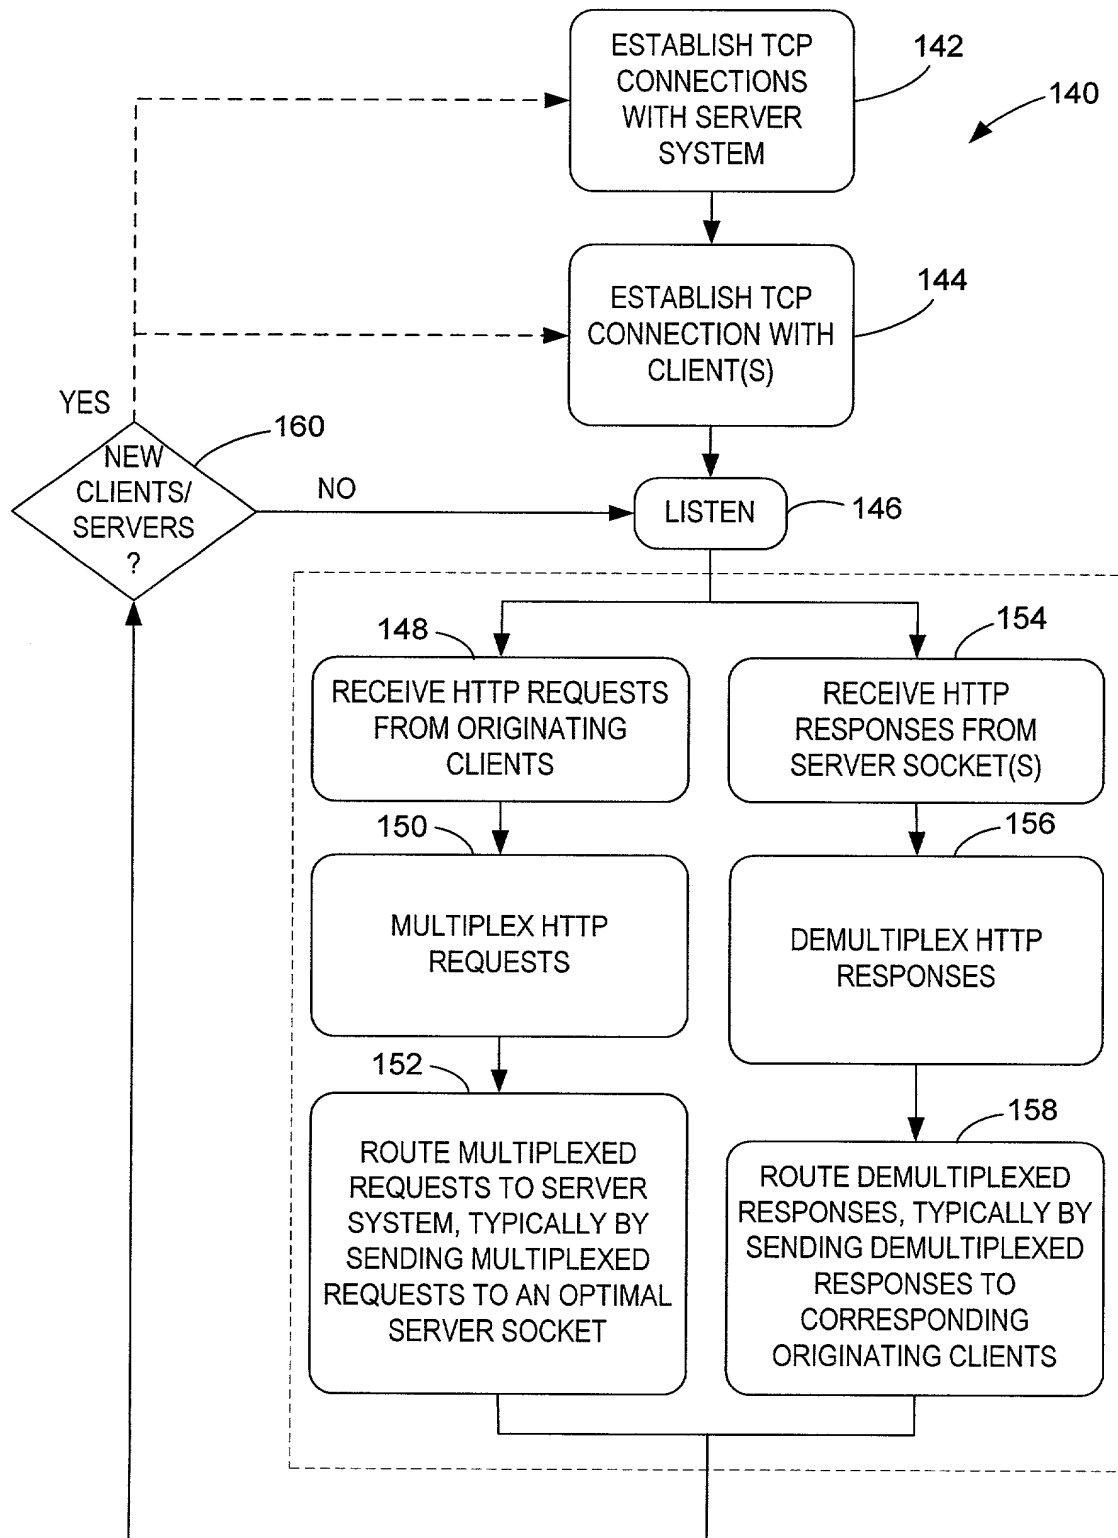 ESTABLISH TCP
CONNECTIONS
WITH SERVER
SYSTEM
142
140
ESTABLISH TCP
CONNECTION WITH
CLIENT(S)
144
YES
160
NEW
CLIENTS/
SERVERS
?
NO
LISTEN
146
148
154
RECEIVE HTTP REQUESTS
FROM ORIGINATING
CLIENTS
RECEIVE HTTP
RESPONSES FROM
SERVER SOCKET(S)
150
156
MULTIPLEX HTTP
REQUESTS
DEMULTIPLEX HTTP
RESPONSES
152
158
ROUTE MULTIPLEXED
REQUESTS TO SERVER
SYSTEM, TYPICALLY BY
SENDING MULTIPLEXED
REQUESTS TO AN OPTIMAL
SERVER SOCKET
ROUTE DEMULTIPLEXED
RESPONSES, TYPICALLY BY
SENDING DEMULTIPLEXED
RESPONSES TO
CORRESPONDING
ORIGINATING CLIENTS